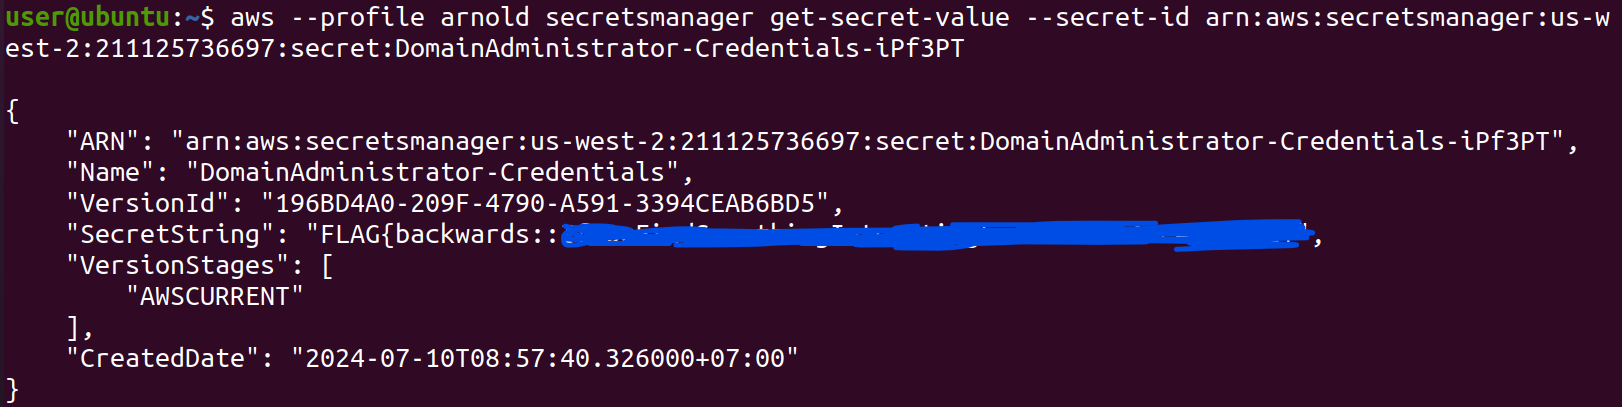 user@ubuntu:~$ aws --profile arnold secretsmanager get-secret-value --secret-id arn:aws:secretsmanager:us-w
est-2:211125736697:secret:DomainAdministrator-Credentials-iPf3PT
{
"ARN": "arn:aws:secretsmanager:us-west-2:211125736697:secret:DomainAdministrator-Credentials-iPf3PT",
"Name": "DomainAdministrator-Credentials",
"VersionId": "196BD4A0-209F-4790-A591-3394CEAB6BD5",
"SecretString": "FLAG{backwards::
"VersionStages": [
"AWSCURRENT"
],
"CreatedDate": "2024-07-10T08:57:40.326000+07:00"
}